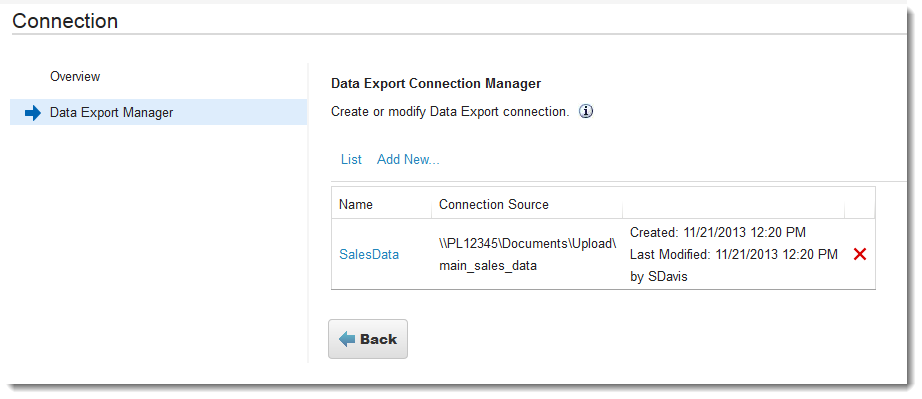 Connection
Overview
Data Export Manager
Data Export Connection Manager
Create or modify Data Export connection.
List Add New...
Name Connection Source
SalesData
\\PL12345\Documents\Upload\
main_sales_data
Created: 11/21/2013 12:20 PM
Last Modified: 11/21/2013 12:20 PM
by SDavis
Back